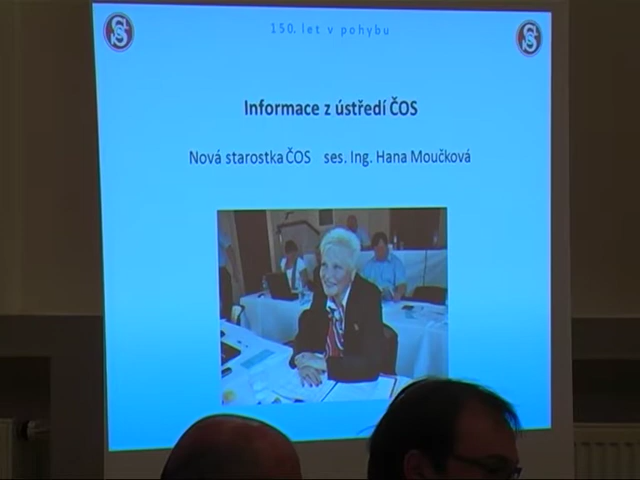 150. let v pohybu
Informace z ústředí ČOS
Nová starostka ČOS ses. Ing. Hana Moučková